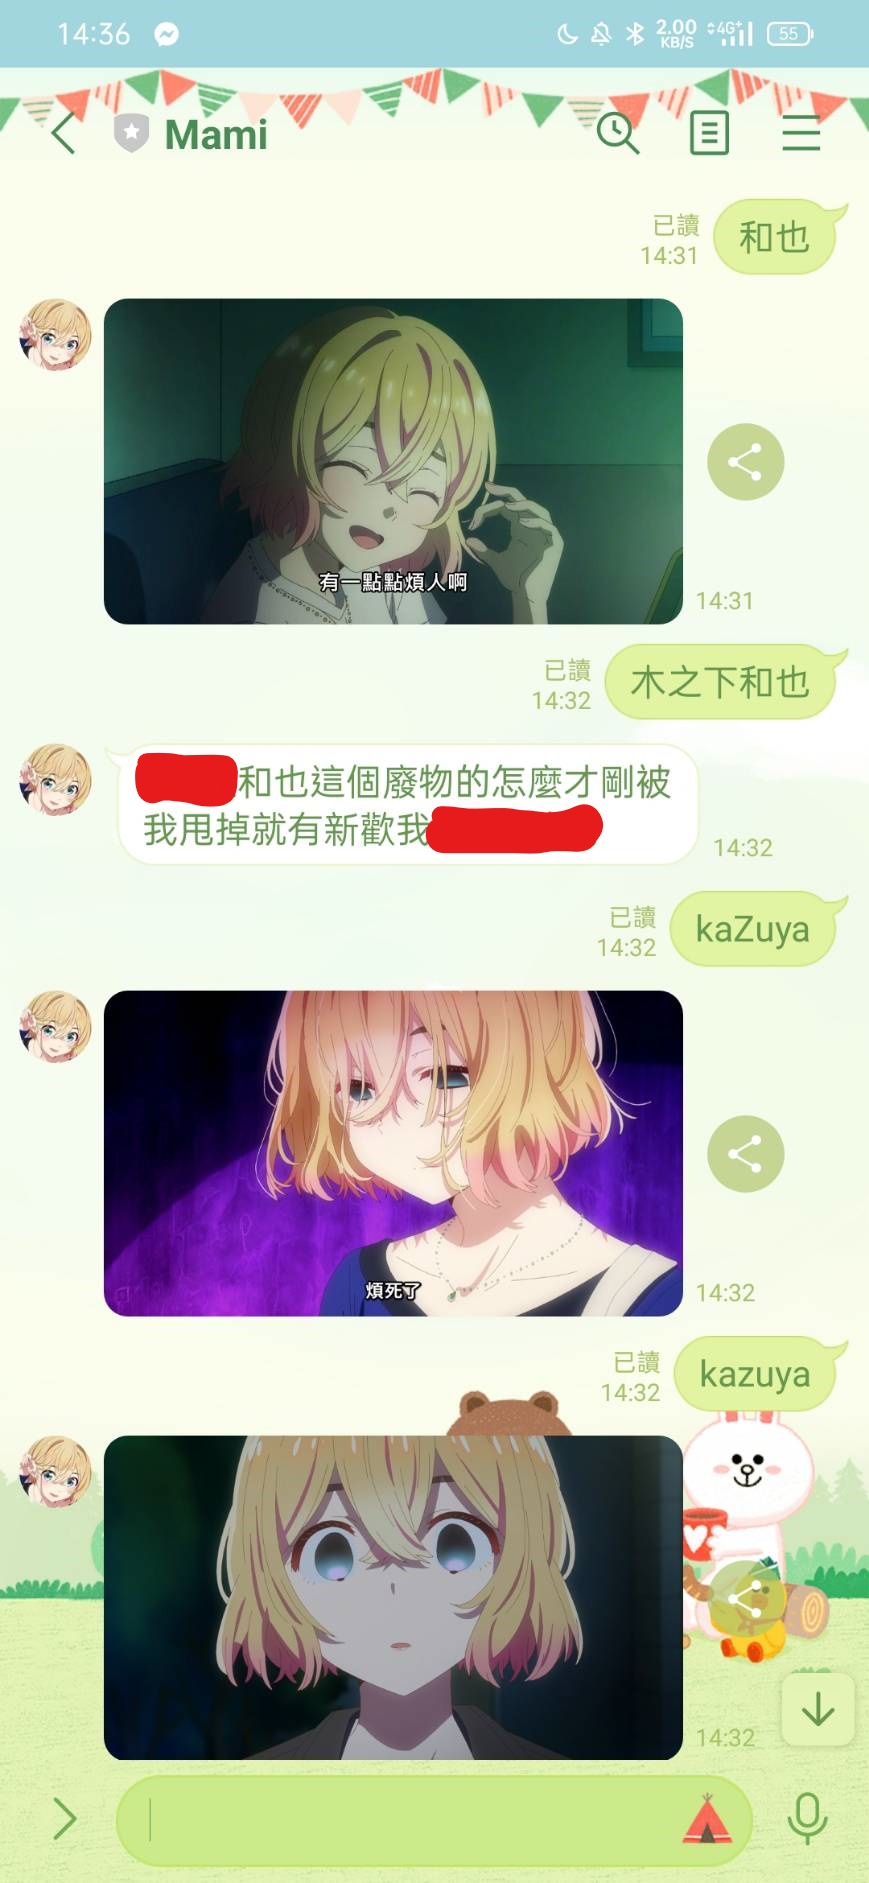 14:36
2.00
KB/S
4G+
55
Mami
已讀
14:31
和也
有一點點煩人啊
14:31
已讀
14:32
木之下和也
和也這個廢物的怎麼才剛被
我甩掉就有新歡我
14:32
已讀
14:32
kaZuya
煩死了
14:32
已讀
14:32
kazuya
14:32